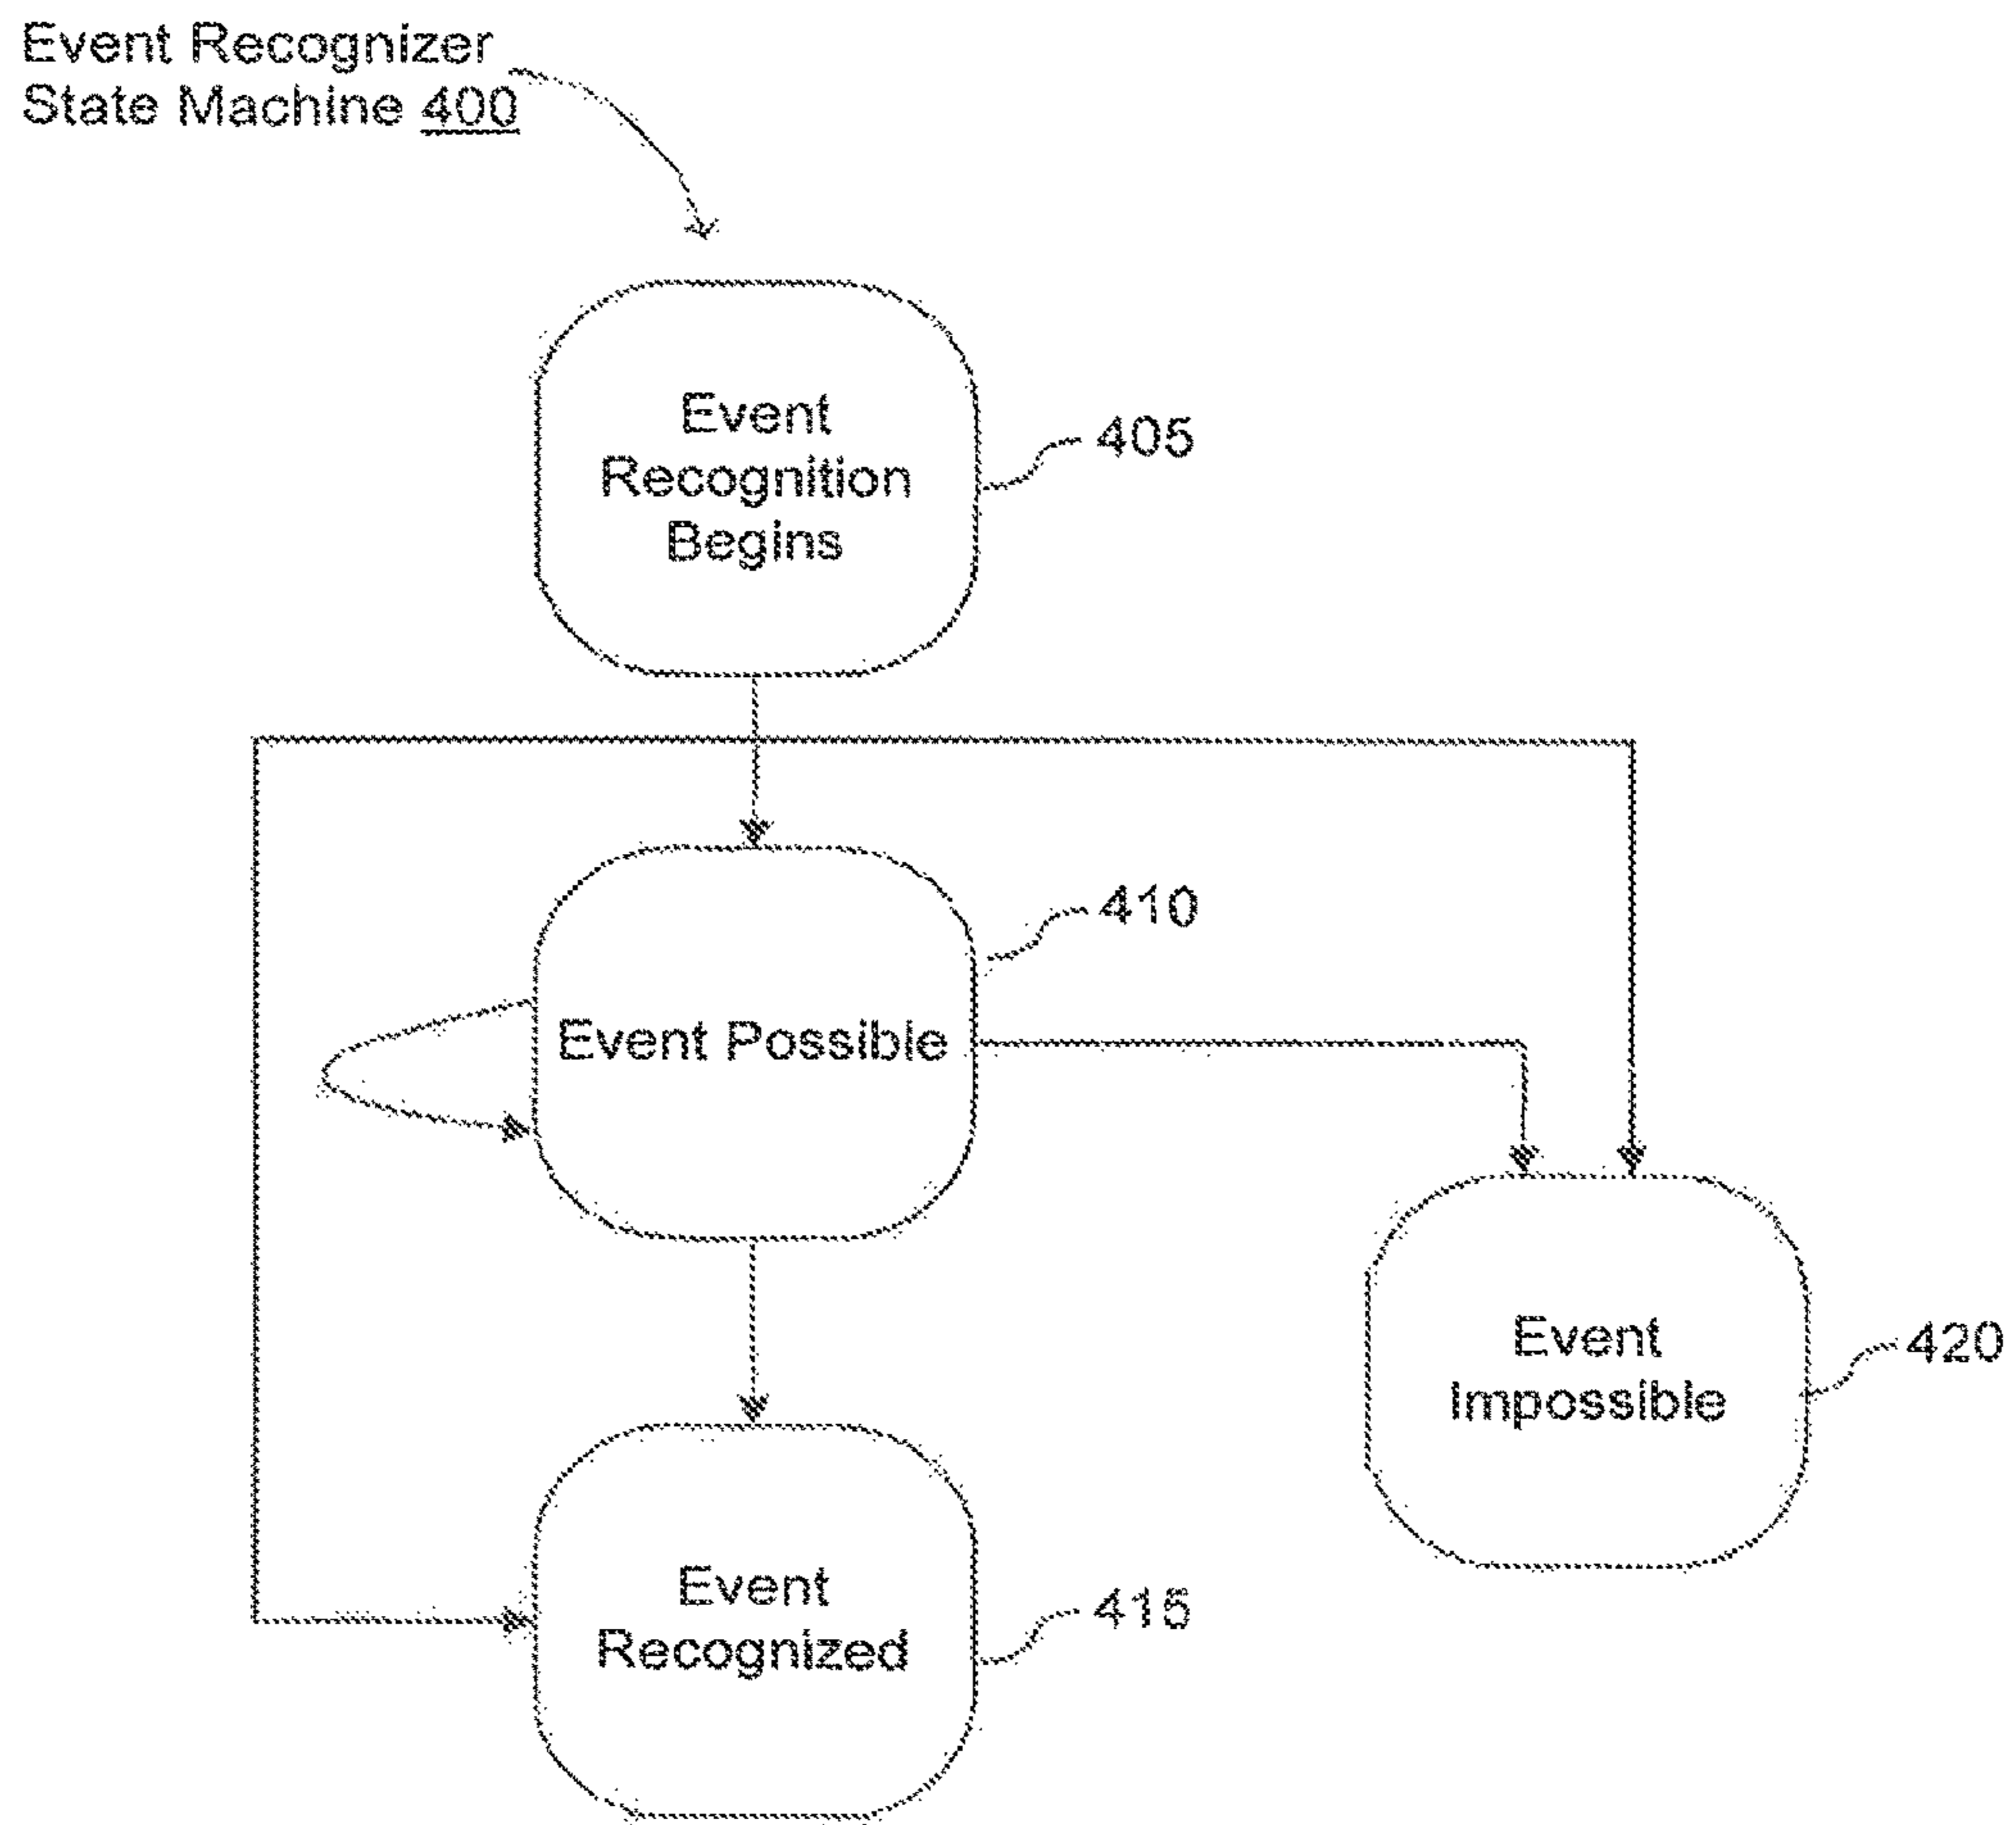 Event Recognizer
State Machine 400
Event
Recognition
Begins
405
410
Event Possible
Event
Impossible
420
Event
Recognized
415